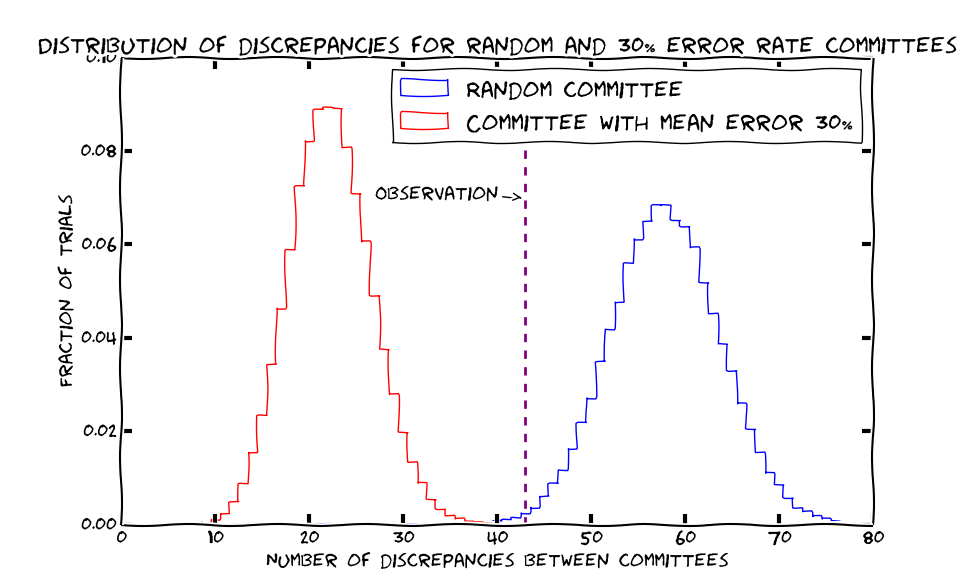 DISTRIBUTION OF DISCREPANCIES FOR RANDOM AND 30% ERROR RATE COMMITTEES
0.10
RANDOM COMMITTEE
COMMITTEE WITH MEAN ERROR 30%
0.08
OBSERVATION
FRACTION OF TRIALS
0.06
0.04
0.02
0.00
0 10 20 30 40 50 60 70 80
NUMBER OF DISCREPANCIES BETWEEN COMMITTEES